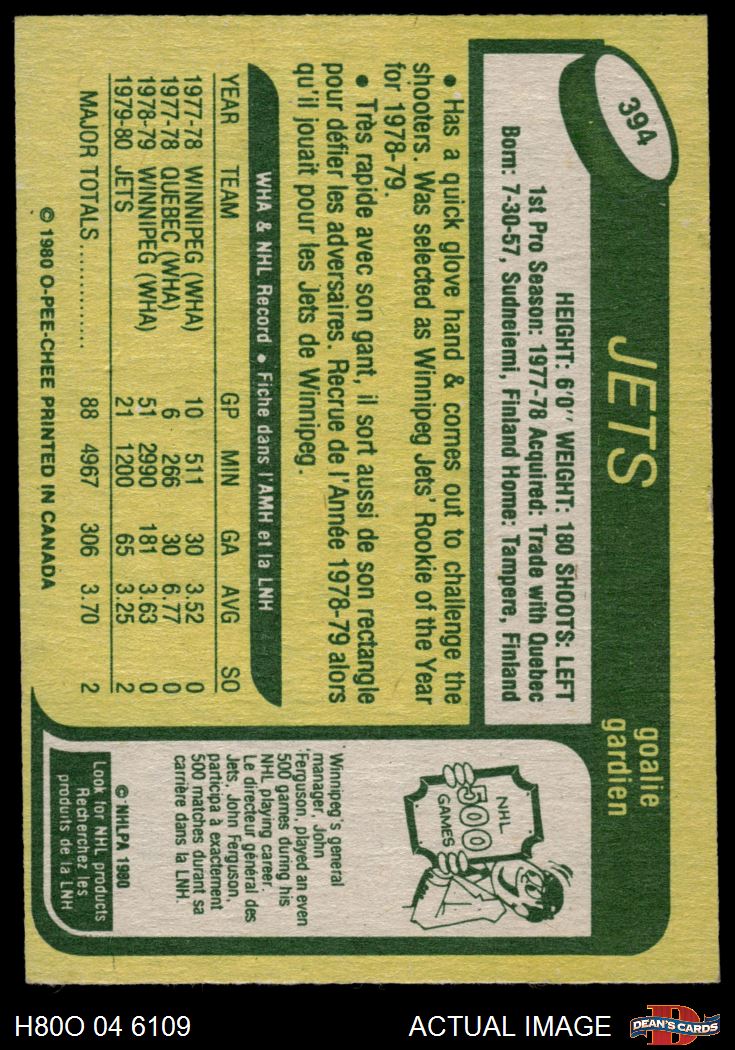 394
JETS
goalie
gardien
HEIGHT: 6'0" WEIGHT: 180 SHOOTS: LEFT
1st Pro Season: 1977-78 Acquired: Trade with Quebec
Born: 7-30-57, Sudneiemi, Finland Home: Tampere, Finland
• Has a quick glove hand & comes out to challenge the
shooters. Was selected as Winnipeg Jets' Rookie of the Year
for 1978-79.
• Très rapide avec son gant, il sort aussi de son rectangle
pour défier les adversaires. Recrue de l'Année 1978-79 alors
qu'il jouait pour les Jets de Winnipeg.
WHA & NHL Record • Fiche dans l'AMH et la LNH
YEAR TEAM GP MIN GA AVG SO
1977-78 WINNIPEG (WHA) 10 511 30 3.52 0
1977-78 QUEBEC (WHA) 6 266 30 6.77 0
1978-79 WINNIPEG (WHA) 51 2990 181 3.63 0
1979-80 JETS 21 1200 65 3.25 2
MAJOR TOTALS .............. 88 4967 306 3.70 2
© 1980 O-PEE-CHEE PRINTED IN CANADA
NHL
500
GAMES
Winnipeg's general
manager, John
Ferguson, played an even
500 games during his
NHL playing career.
Le directeur général des
Jets, John Ferguson,
participa à exactement
500 matches durant sa
carrière dans la LNH.
© NHLPA 1980
Look for NHL products
Recherchez les
produits de la LNH
H80O 04 6109
ACTUAL IMAGE
D
DEAN'S CARDS